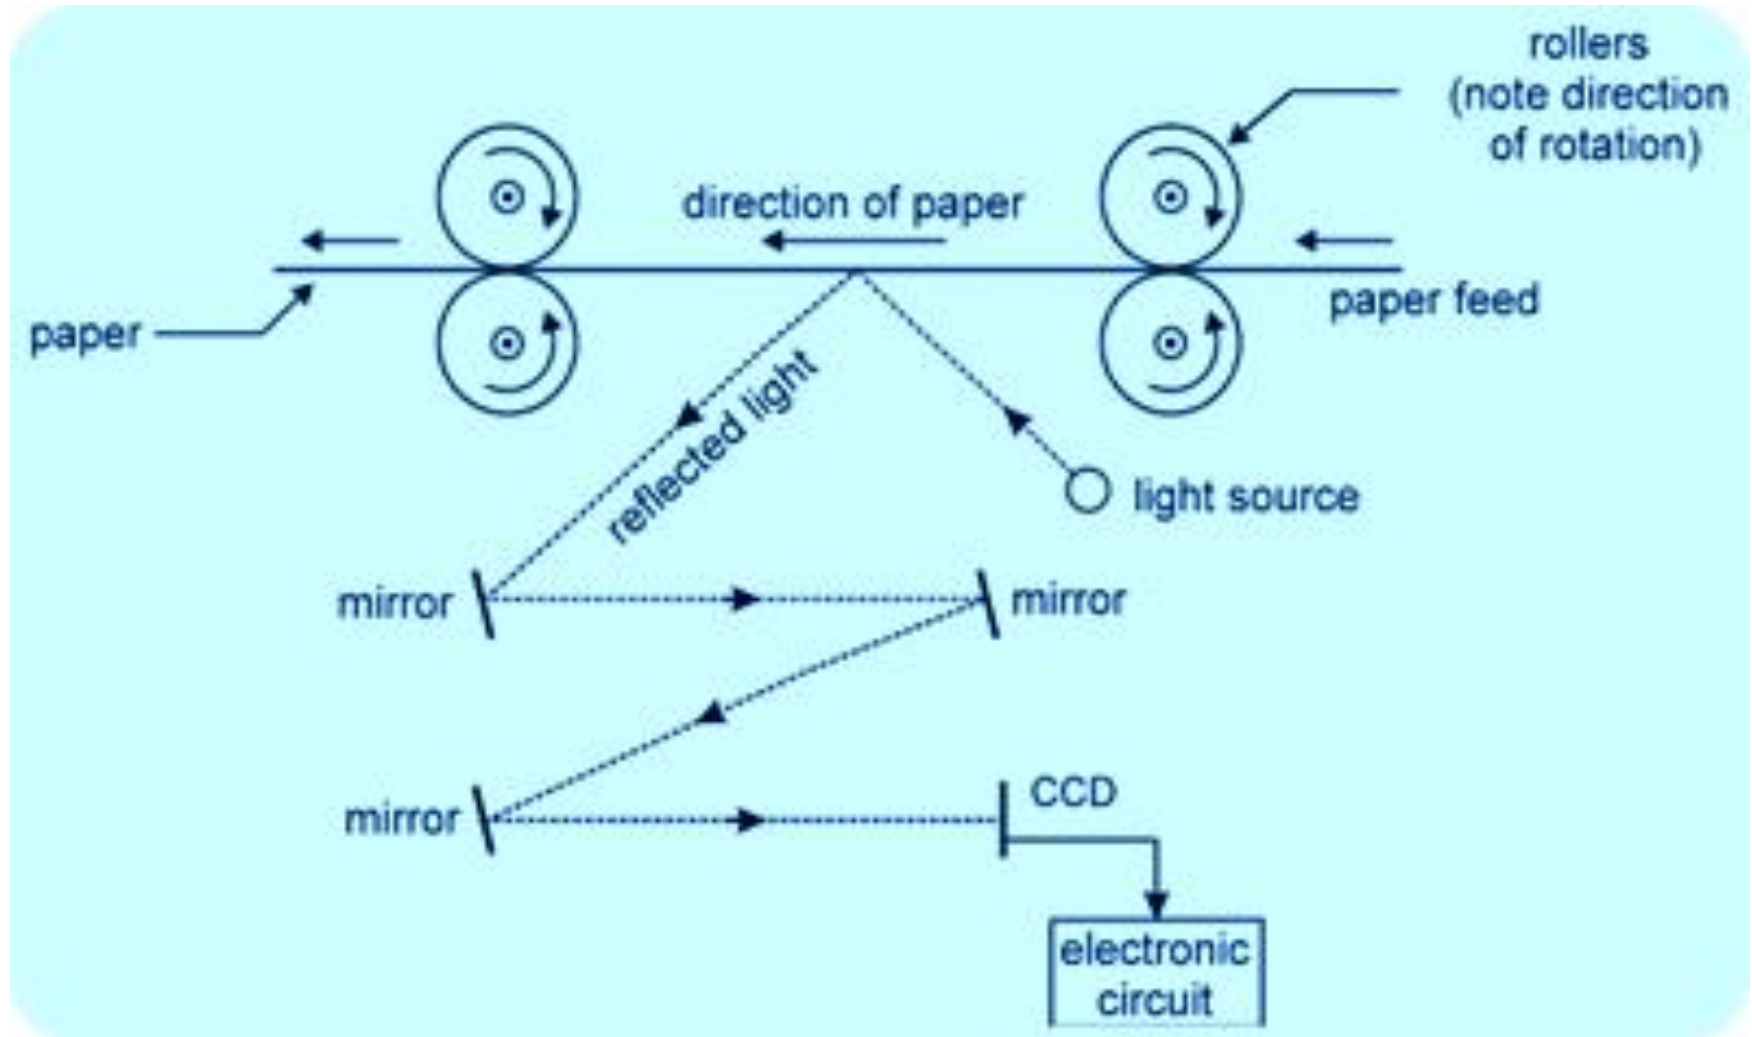 rollers
(note direction
of rotation)
direction of paper
paper feed
paper
reflected light
light source
mirror
mirror
mirror
CCD
electronic
circuit